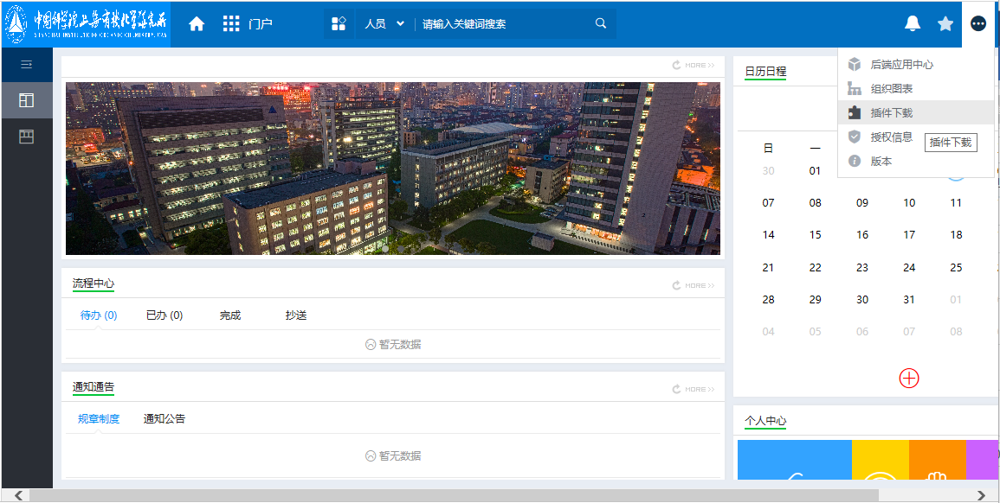 中国科学院上海有机化学研究所
SHANGHAI INSTITUTE OF ORGANIC CHEMISTRY, CAS
门户
人员
请输入关键词搜索
后端应用中心
组织图表
插件下载
授权信息
插件下载
版本
MORE>>
日历日程
日 一
30 01
07 08 09 10 11
14 15 16 17 18
21 22 23 24 25
28 29 30 31 01
04 05 06 07 08
流程中心
MORE>>
待办 (0) 已办 (0) 完成 抄送
暂无数据
通知通告
MORE>>
规章制度 通知公告
暂无数据
个人中心